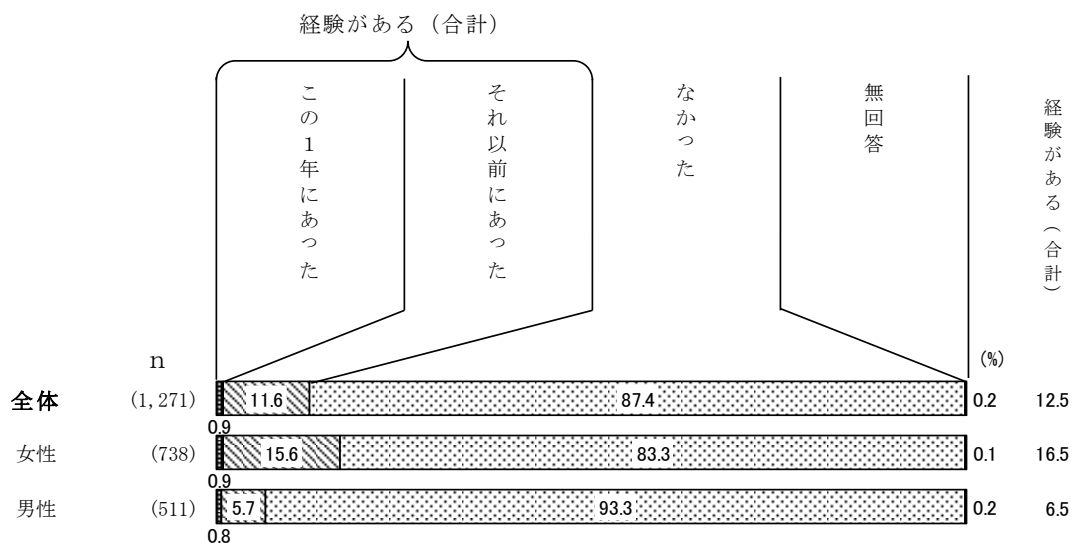 経験がある（合計）
この１年にあった
それ以前にあった
なかった
無回答
経験がある（合計）
n
(%)
全体 (1,271) 0.9 11.6 87.4 0.2 12.5
女性 (738) 0.9 15.6 83.3 0.1 16.5
男性 (511) 0.8 5.7 93.3 0.2 6.5